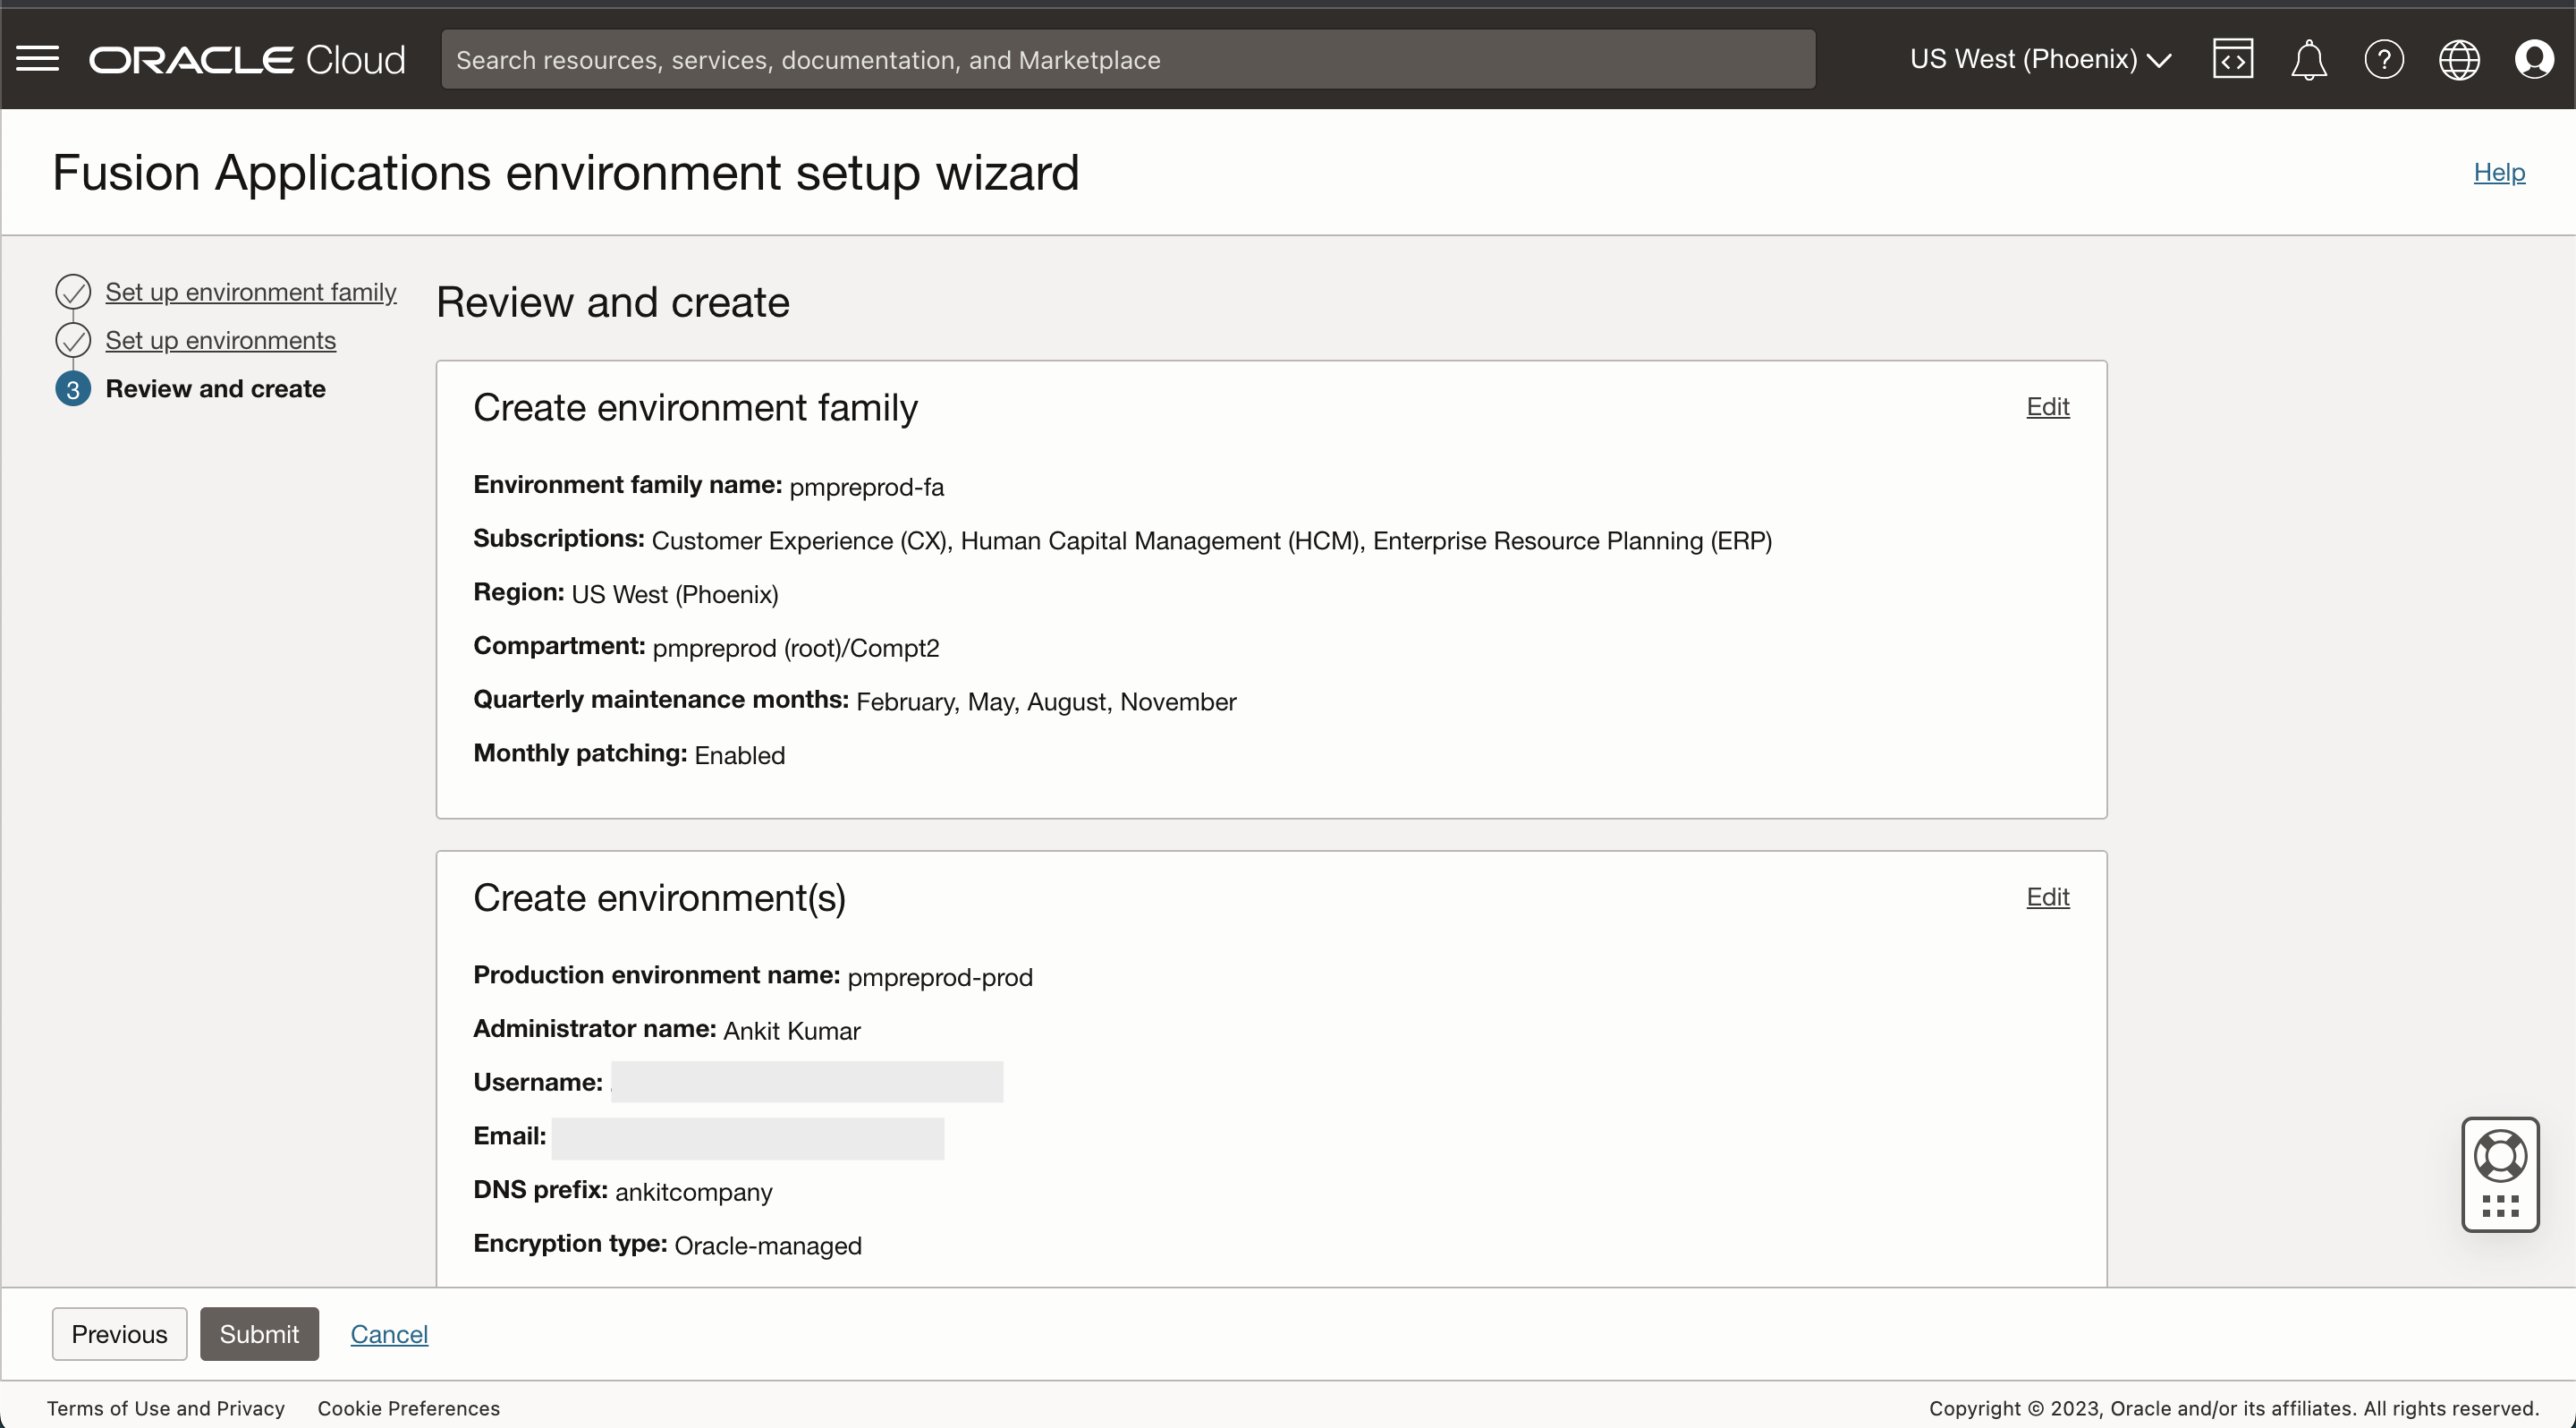 ORACLE Cloud
Search resources, services, documentation, and Marketplace
US West (Phoenix)
Fusion Applications environment setup wizard
Help
Set up environment family
Set up environments
3 Review and create
Review and create
Create environment family
Edit
Environment family name: pmpreprod-fa
Subscriptions: Customer Experience (CX), Human Capital Management (HCM), Enterprise Resource Planning (ERP)
Region: US West (Phoenix)
Compartment: pmpreprod (root)/Compt2
Quarterly maintenance months: February, May, August, November
Monthly patching: Enabled
Create environment(s)
Edit
Production environment name: pmpreprod-prod
Administrator name: Ankit Kumar
Username:
Email:
DNS prefix: ankitcompany
Encryption type: Oracle-managed
Previous
Submit
Cancel
Terms of Use and Privacy
Cookie Preferences
Copyright © 2023, Oracle and/or its affiliates. All rights reserved.